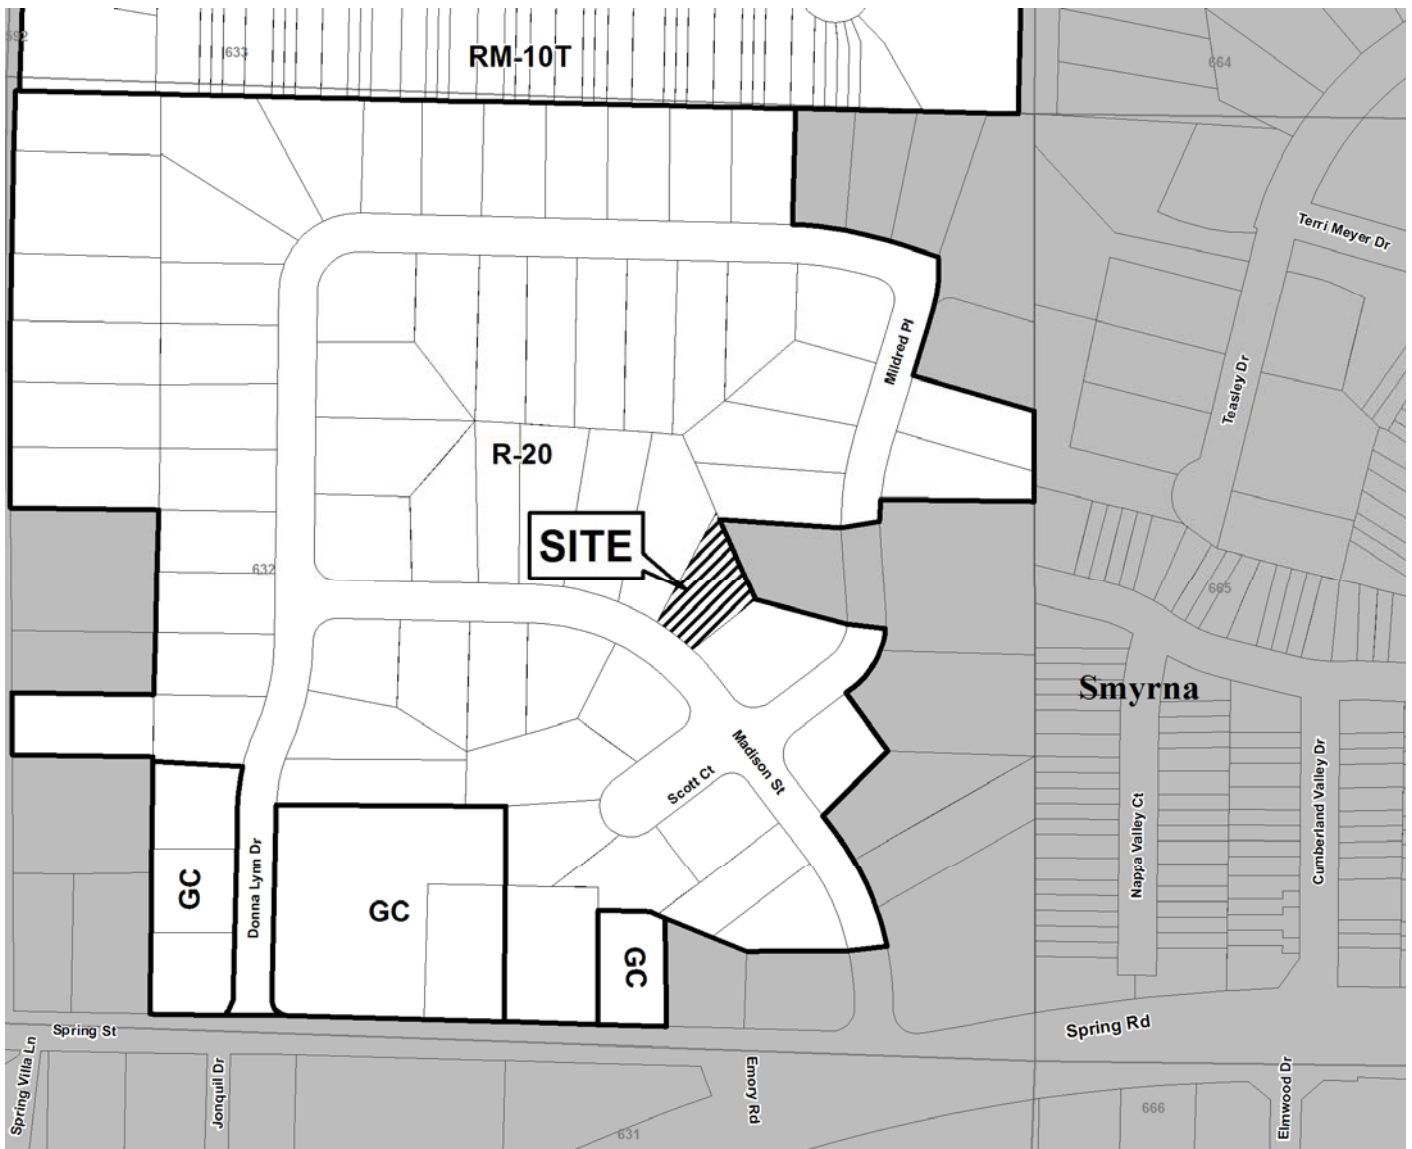 592
633
RM-10T
664
Terri Meyer Dr
Mildred Pl
Teasley Dr
R-20
SITE
632
665
Smyrna
Madison St
Scott Ct
Nappa Valley Ct
Cumberland Valley Dr
Donna Lynn Dr
GC
GC
GC
Spring St
Spring Rd
Spring Villa Ln
Jonquil Dr
Emory Rd
Elmwood Dr
666
631